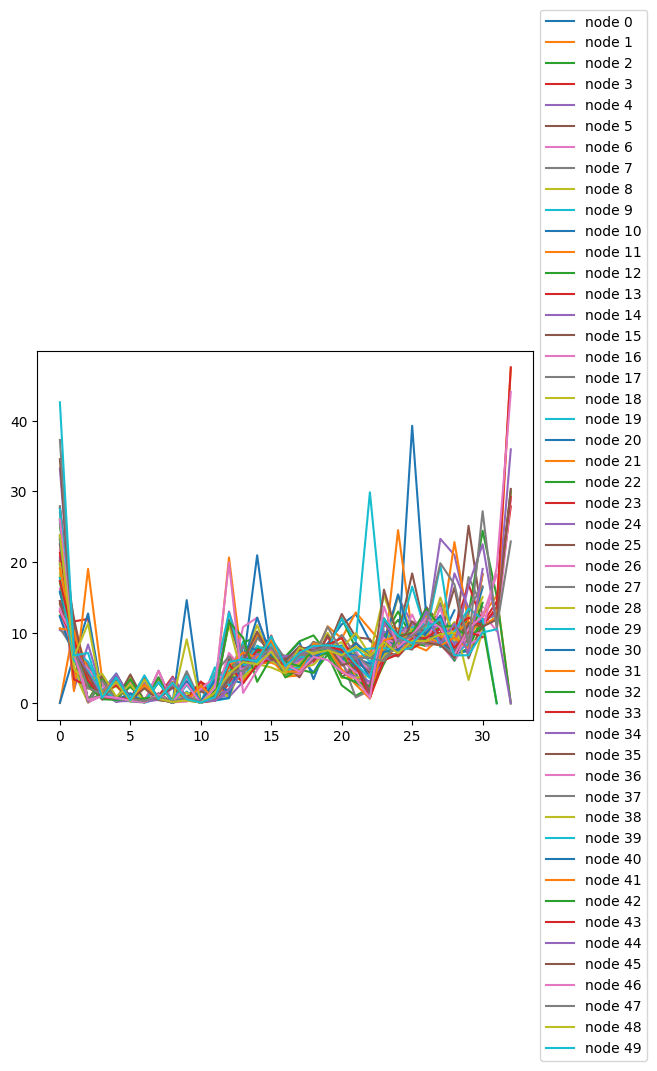 40
30
20
10
0
0 5 10 15 20 25 30
node 0
node 1
node 2
node 3
node 4
node 5
node 6
node 7
node 8
node 9
node 10
node 11
node 12
node 13
node 14
node 15
node 16
node 17
node 18
node 19
node 20
node 21
node 22
node 23
node 24
node 25
node 26
node 27
node 28
node 29
node 30
node 31
node 32
node 33
node 34
node 35
node 36
node 37
node 38
node 39
node 40
node 41
node 42
node 43
node 44
node 45
node 46
node 47
node 48
node 49